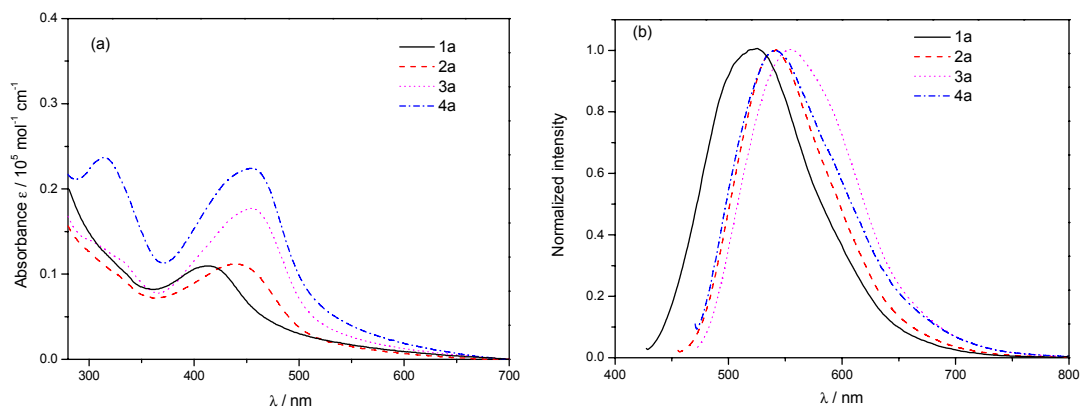 (a)
1a
2a
3a
4a
0.4
0.3
0.2
0.1
0.0
Absorbance ε / 10⁵ mol⁻¹ cm⁻¹
300 400 500 600 700
λ / nm
(b)
1a
2a
3a
4a
1.0
0.8
0.6
0.4
0.2
0.0
Normalized intensity
400 500 600 700 800
λ / nm